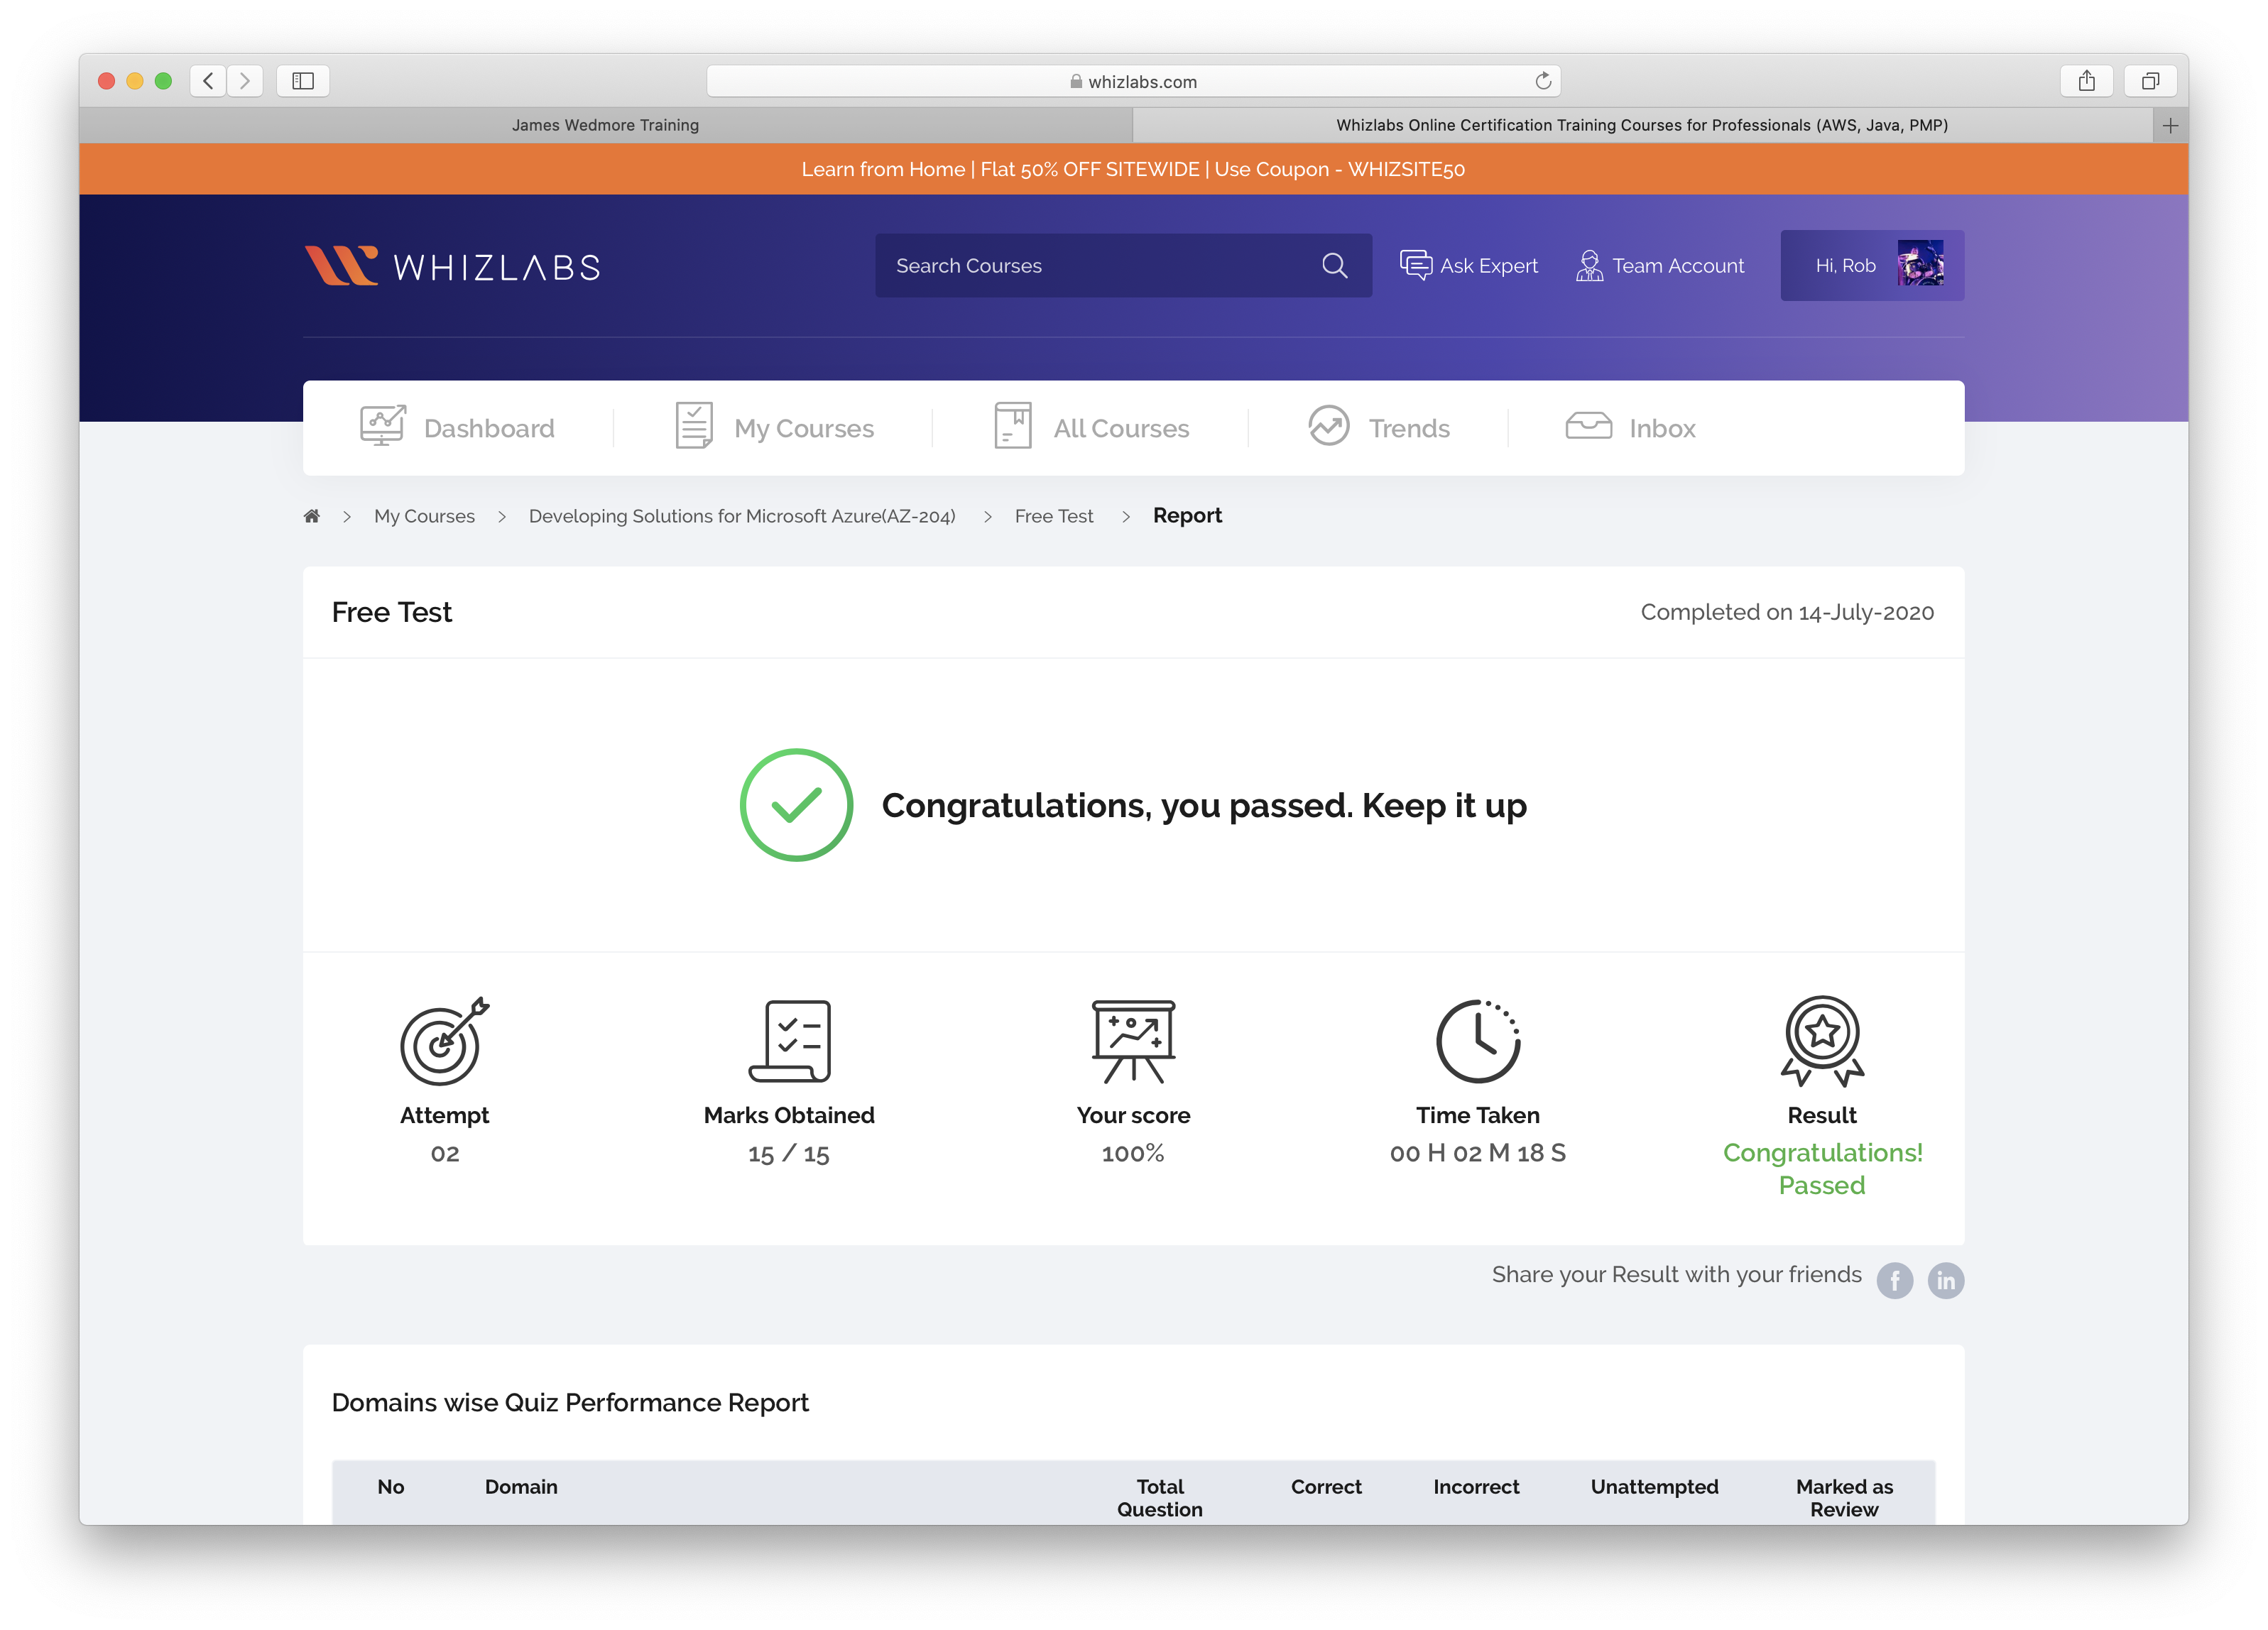 whizlabs.com
James Wedmore Training
Whizlabs Online Certification Training Courses for Professionals (AWS, Java, PMP)
Learn from Home | Flat 50% OFF SITEWIDE | Use Coupon - WHIZSITE50
WHIZLABS
Search Courses
Ask Expert
Team Account
Hi, Rob
Dashboard
My Courses
All Courses
Trends
Inbox
> My Courses > Developing Solutions for Microsoft Azure(AZ-204) > Free Test > Report
Free Test
Completed on 14-July-2020
Congratulations, you passed. Keep it up
Attempt
02
Marks Obtained
15 / 15
Your score
100%
Time Taken
00 H 02 M 18 S
Result
Congratulations!
Passed
Share your Result with your friends
f
in
Domains wise Quiz Performance Report
No
Domain
Total
Question
Correct
Incorrect
Unattempted
Marked as
Review